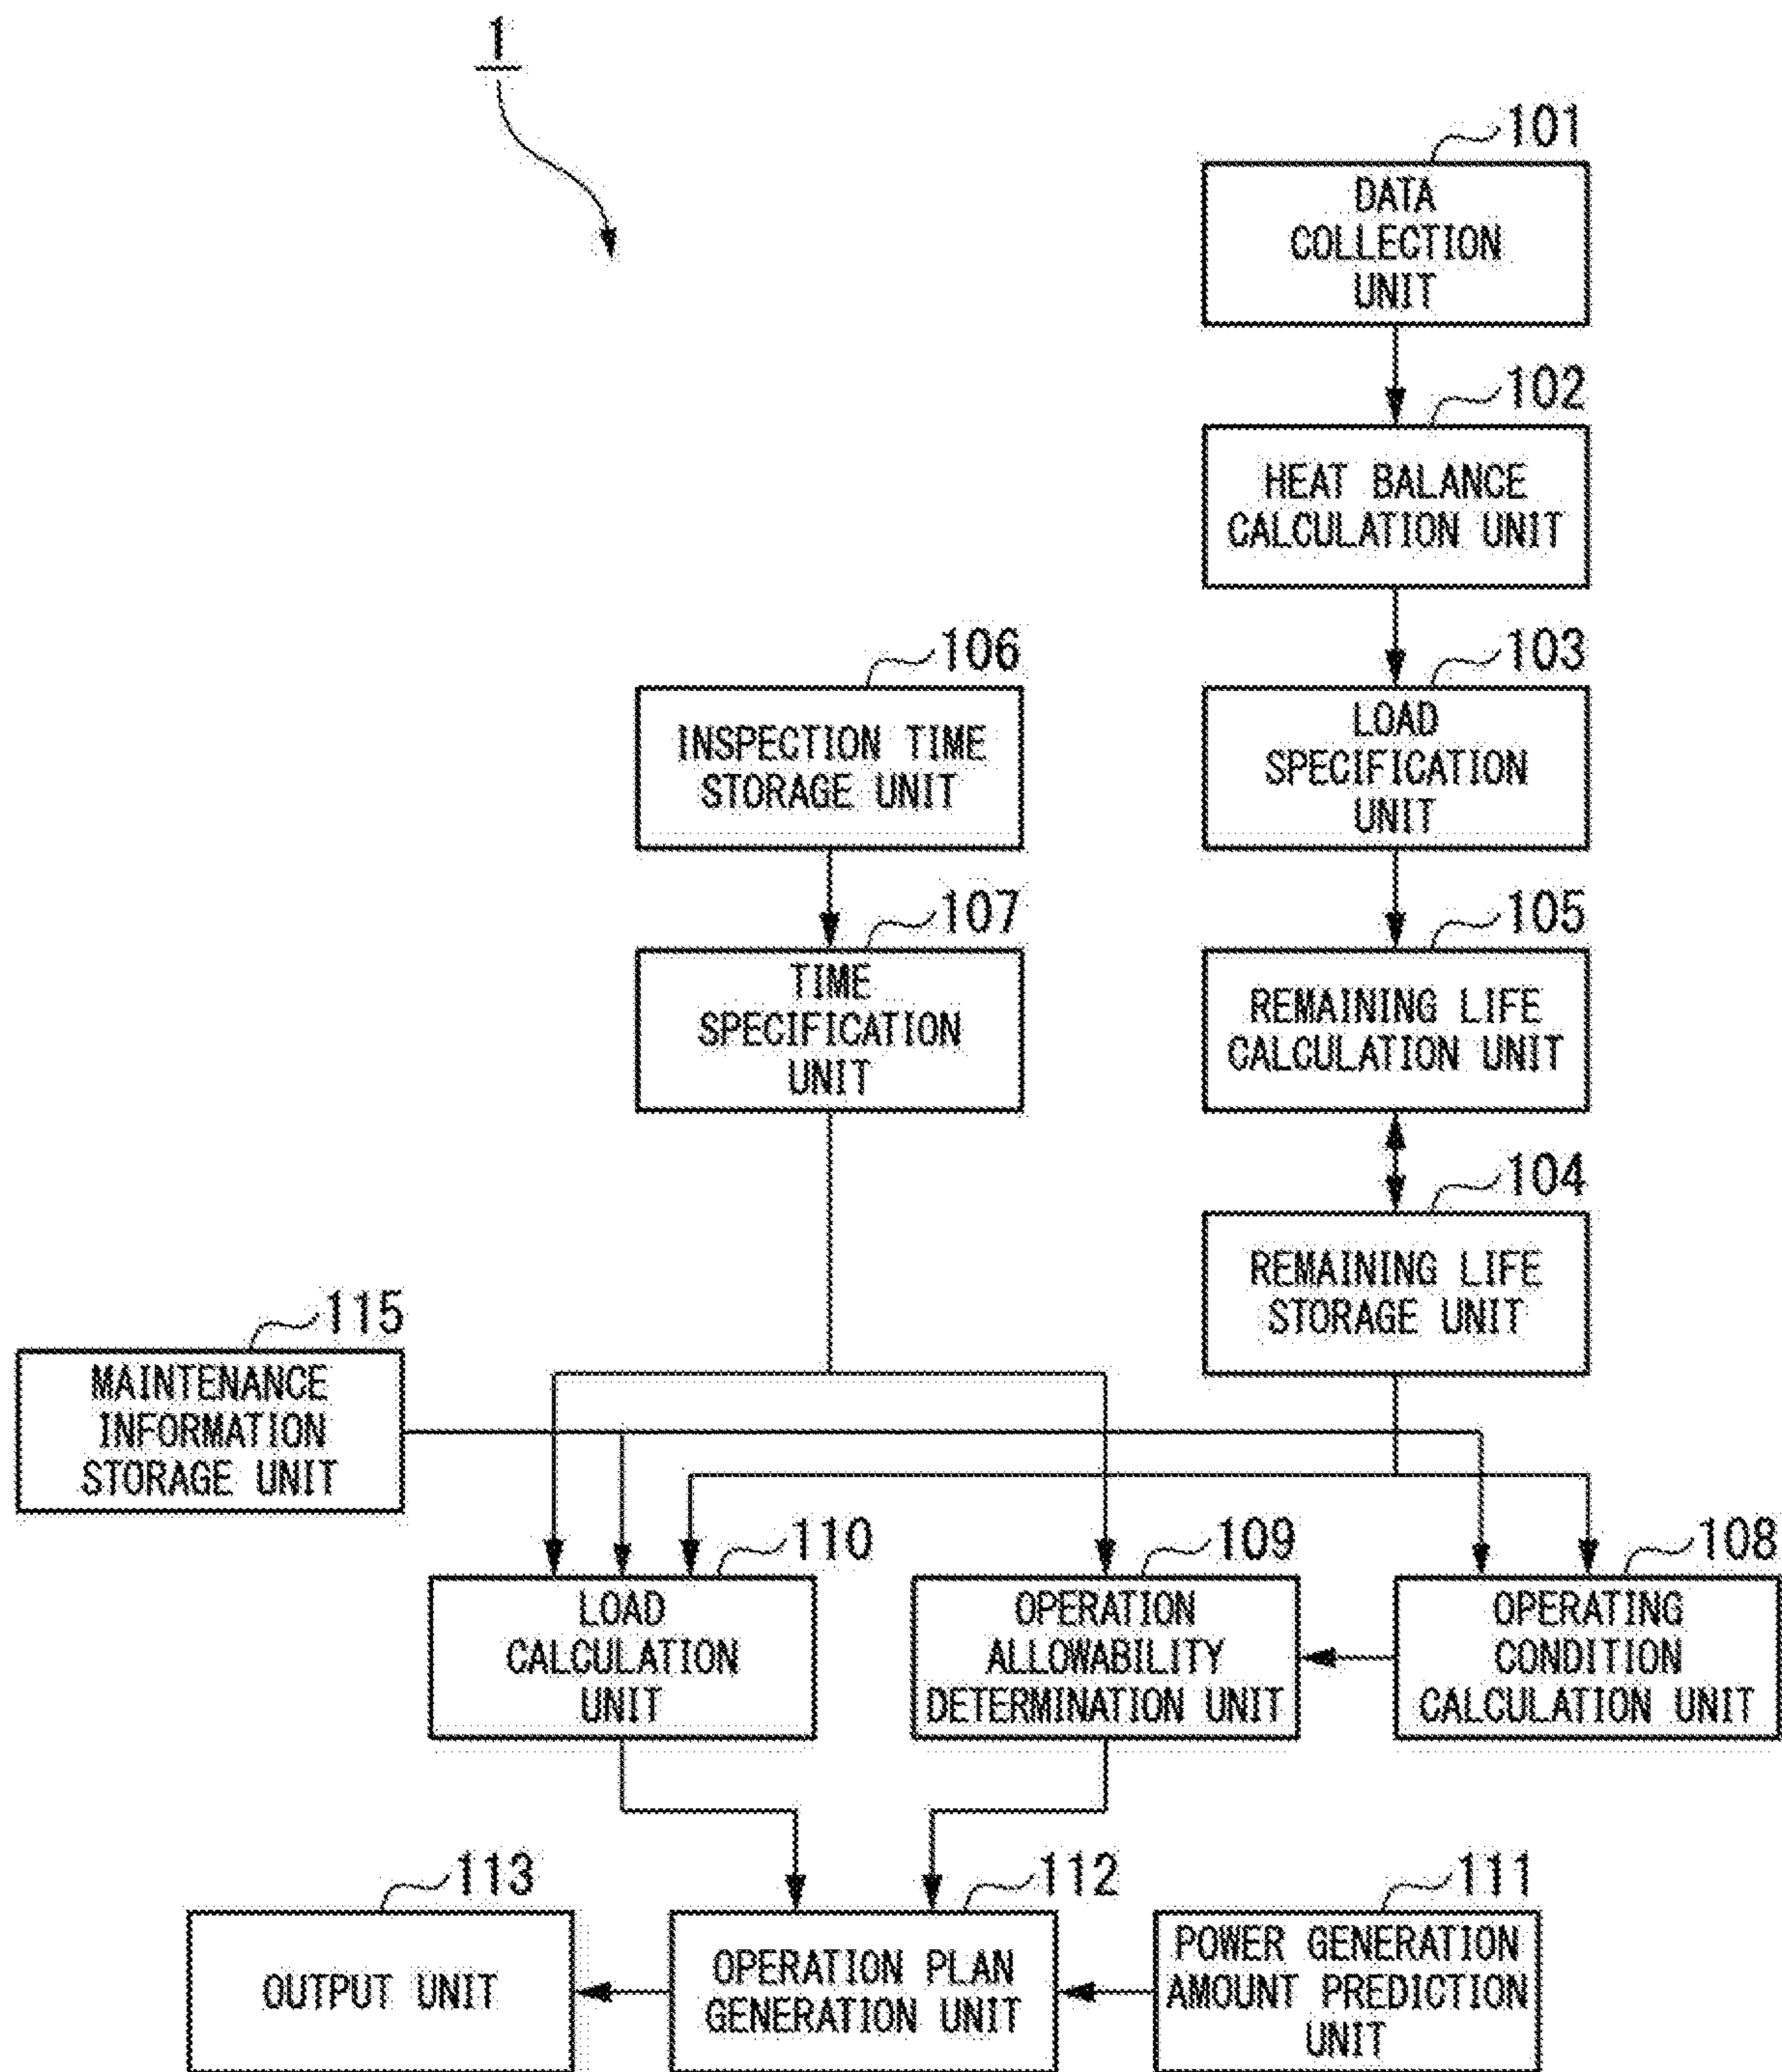 1
101
DATA
COLLECTION
UNIT
102
HEAT BALANCE
CALCULATION UNIT
106
INSPECTION TIME
STORAGE UNIT
103
LOAD
SPECIFICATION
UNIT
107
TIME
SPECIFICATION
UNIT
105
REMAINING LIFE
CALCULATION UNIT
104
REMAINING LIFE
STORAGE UNIT
115
MAINTENANCE
INFORMATION
STORAGE UNIT
110
LOAD
CALCULATION
UNIT
109
OPERATION
ALLOWABILITY
DETERMINATION UNIT
108
OPERATING
CONDITION
CALCULATION UNIT
113
OUTPUT UNIT
112
OPERATION PLAN
GENERATION UNIT
111
POWER GENERATION
AMOUNT PREDICTION
UNIT